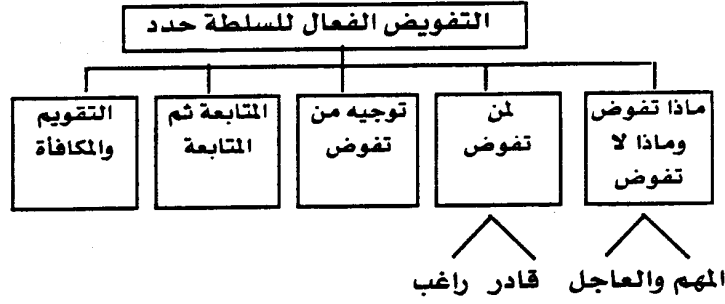 التفويض الفعال للسلطة حدد
ماذا تفوض
وماذا لا
تفوض
لمن
تفوض
توجيه من
تفوض
المتابعة ثم
المتابعة
التقويم
والمكافأة
المهم والعاجل
قادر راغب